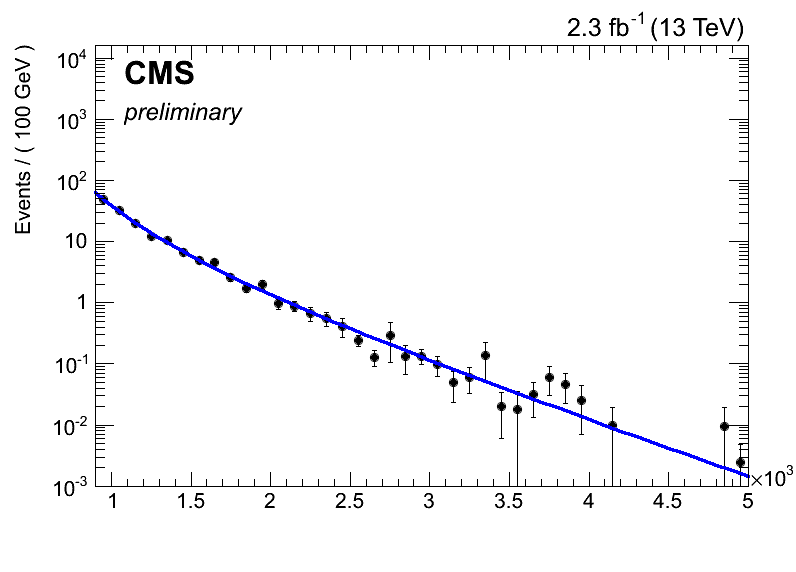 2.3 fb⁻¹ (13 TeV)
CMS
preliminary
Events / ( 100 GeV )
10⁴
10³
10²
10
1
10⁻¹
10⁻²
10⁻³
1 1.5 2 2.5 3 3.5 4 4.5 5
×10³